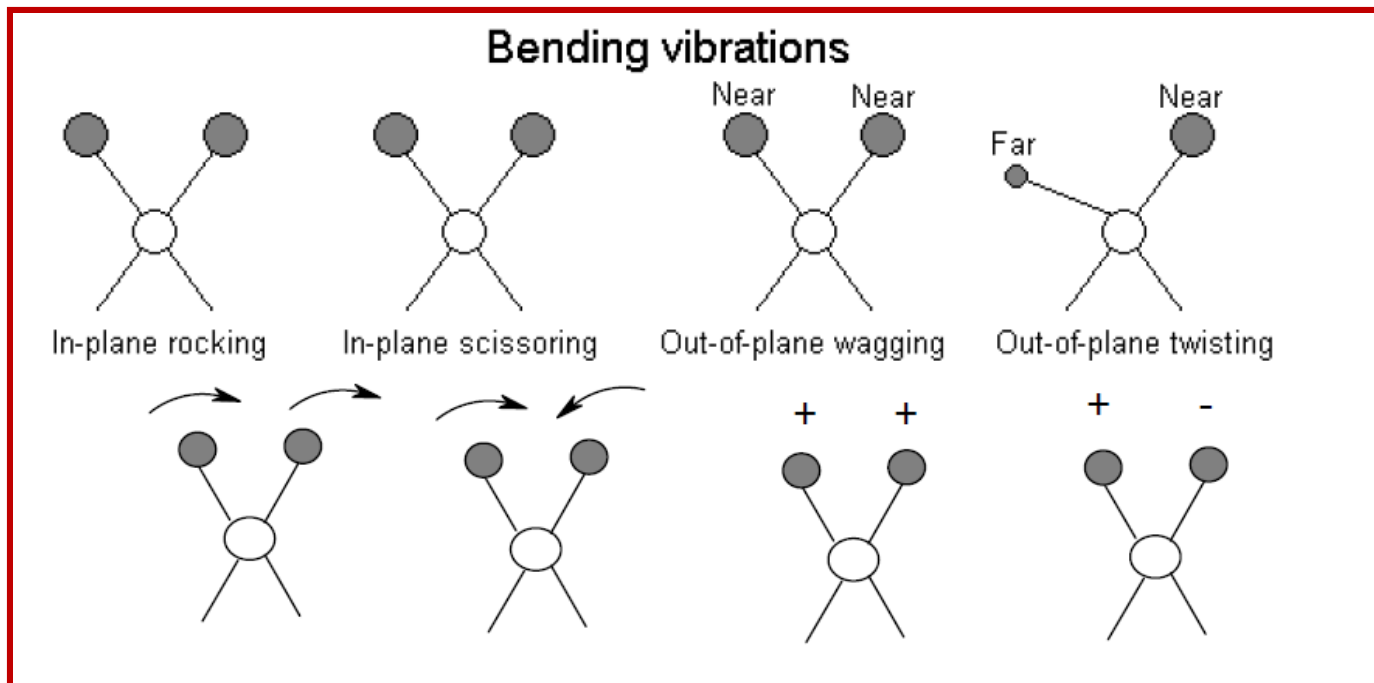 Bending vibrations
Near Near Near
Far
In-plane rocking In-plane scissoring Out-of-plane wagging Out-of-plane twisting
+ + + -